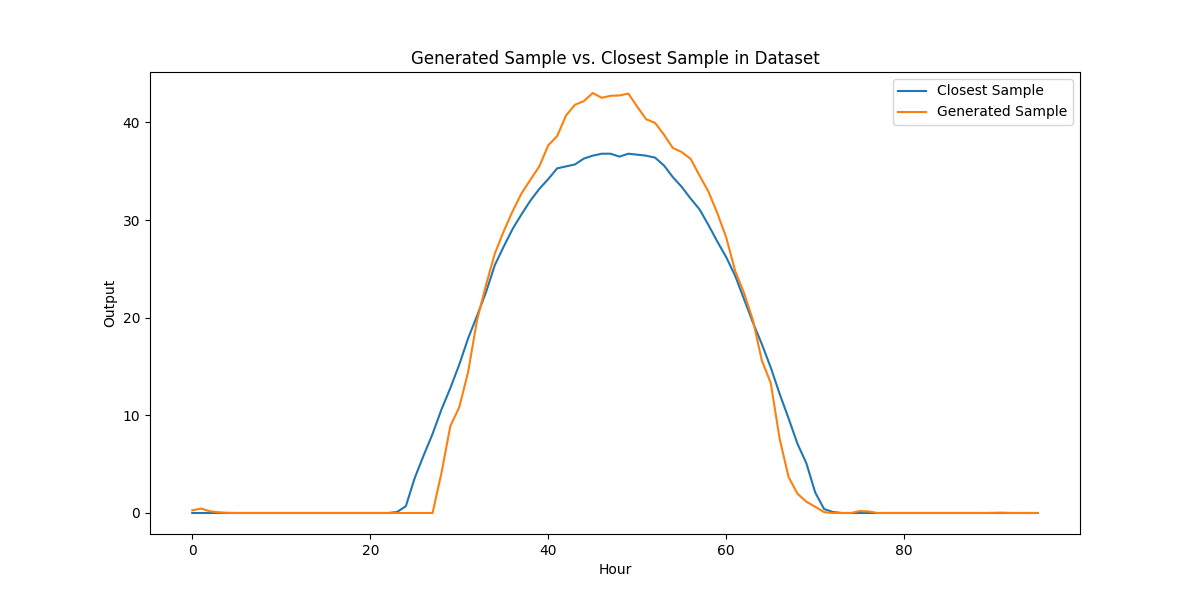 Generated Sample vs. Closest Sample in Dataset
Closest Sample
Generated Sample
Output
40
30
20
10
0
0 20 40 60 80
Hour